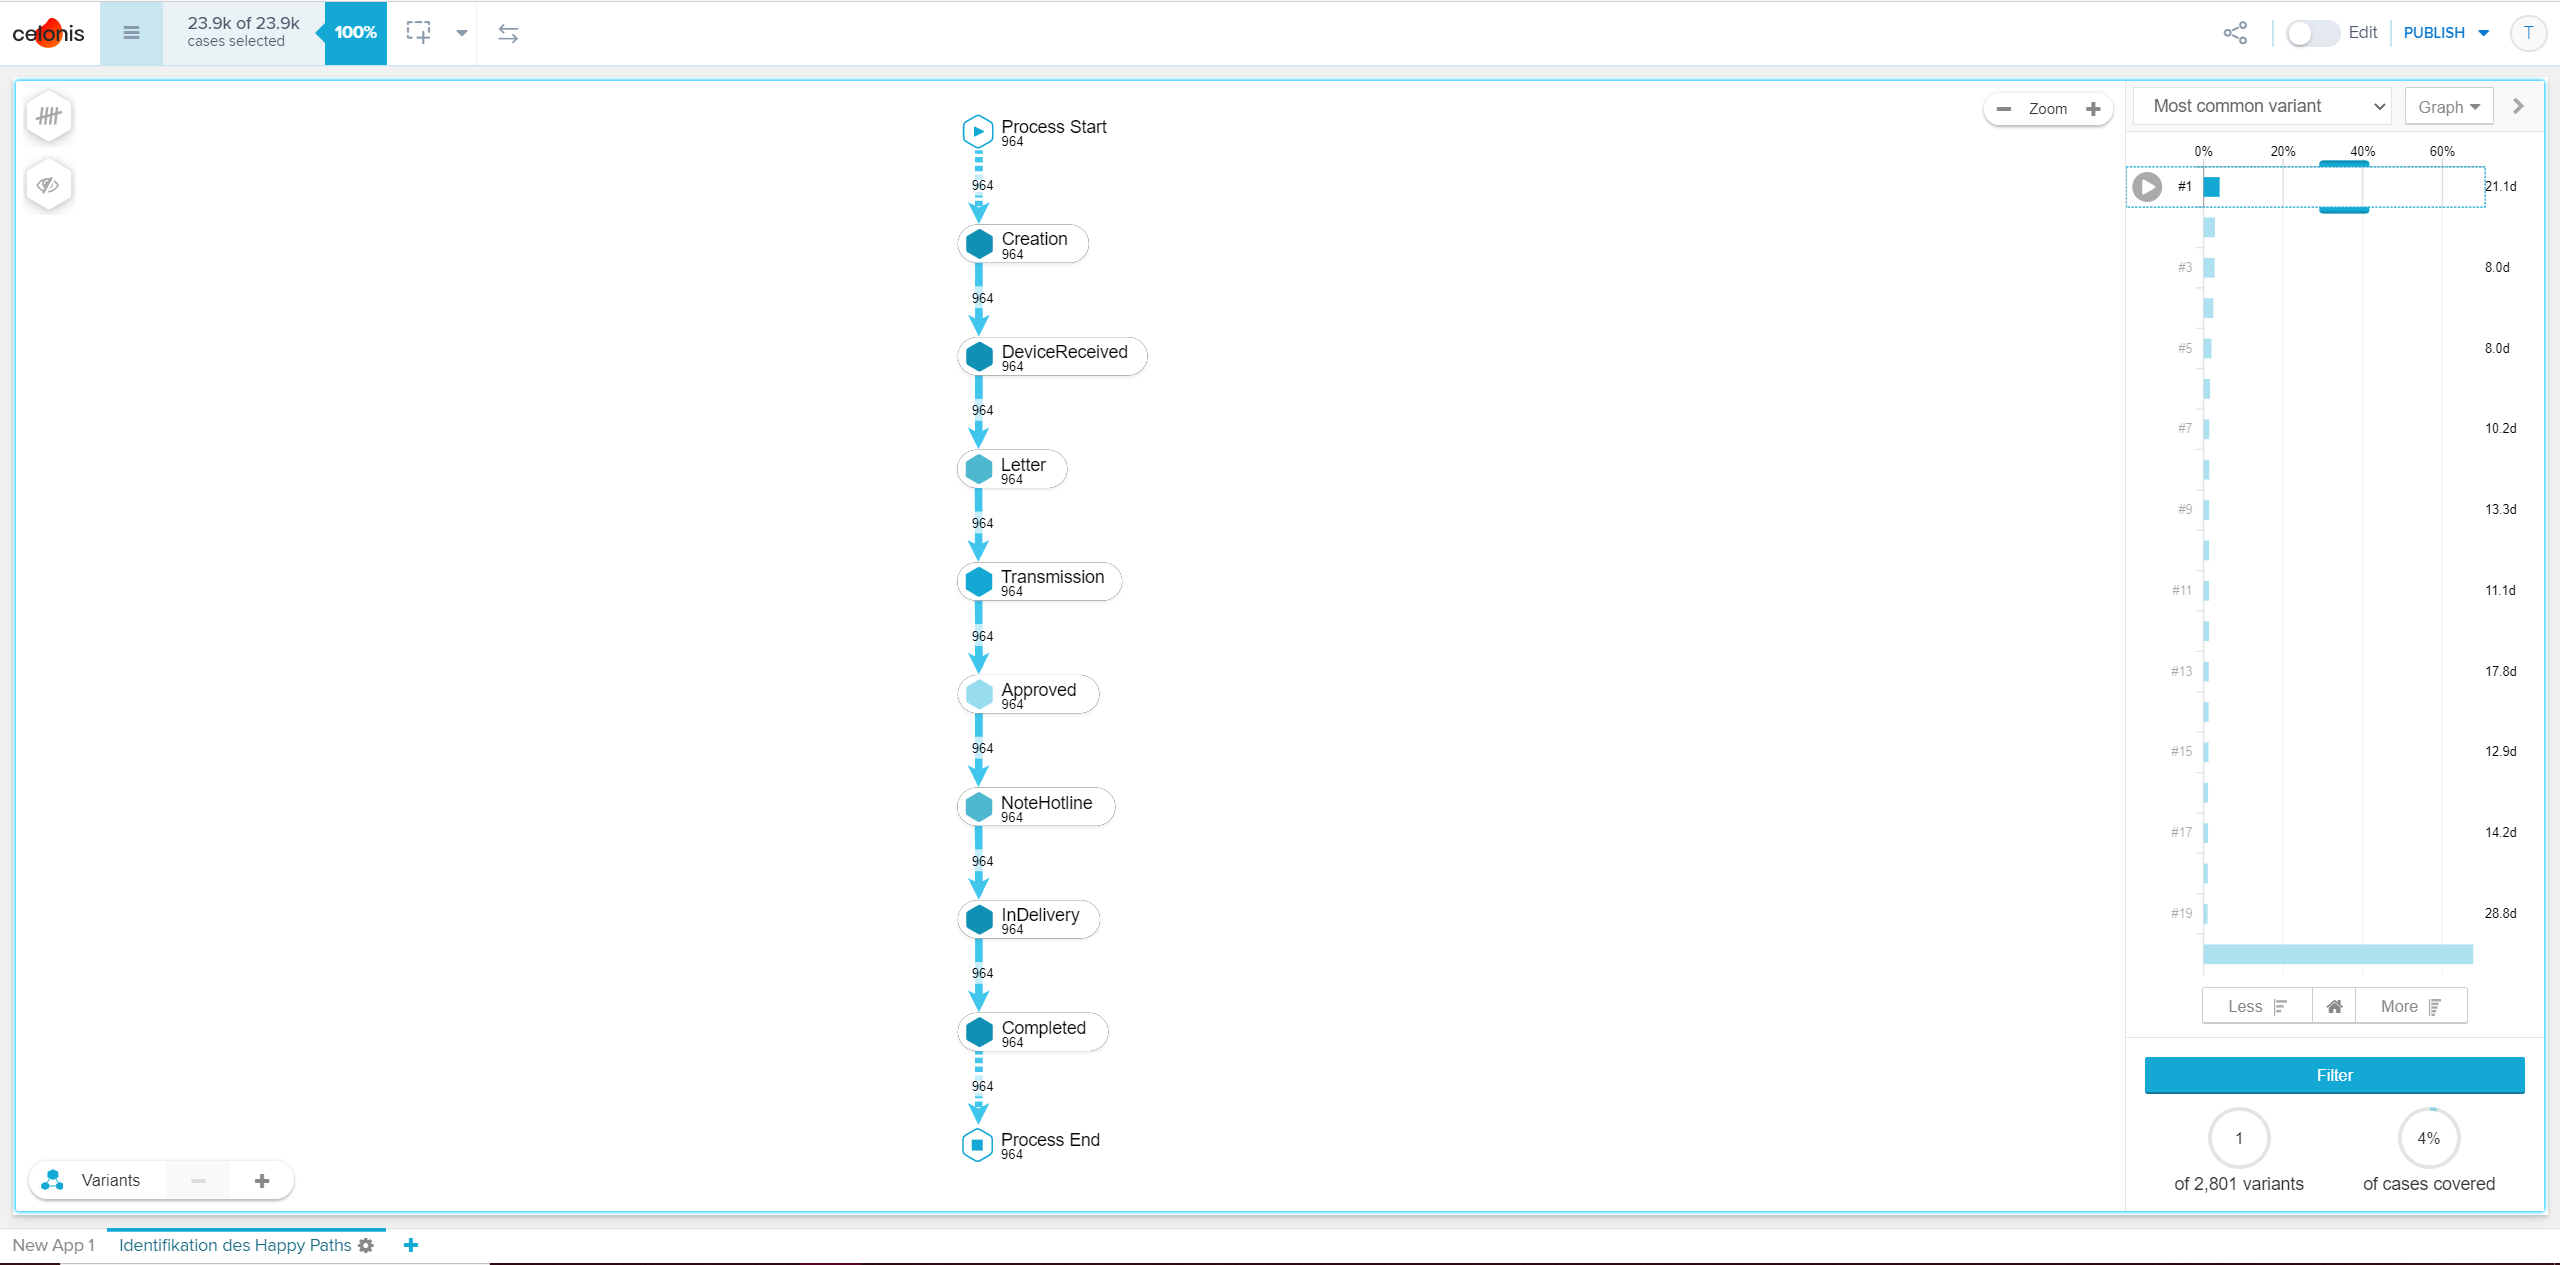 celonis
23.9k of 23.9k
cases selected
100%
Edit
PUBLISH
T
Zoom
Most common variant
Graph
Process Start
964
964
Creation
964
964
DeviceReceived
964
964
Letter
964
964
Transmission
964
964
Approved
964
964
NoteHotline
964
964
InDelivery
964
964
Completed
964
964
Process End
964
0% 20% 40% 60%
#1 21.1d
#3 8.0d
#5 8.0d
#7 10.2d
#9 13.3d
#11 11.1d
#13 17.8d
#15 12.9d
#17 14.2d
#19 28.8d
Less
More
Filter
1
of 2,801 variants
4%
of cases covered
Variants
New App 1
Identifikation des Happy Paths